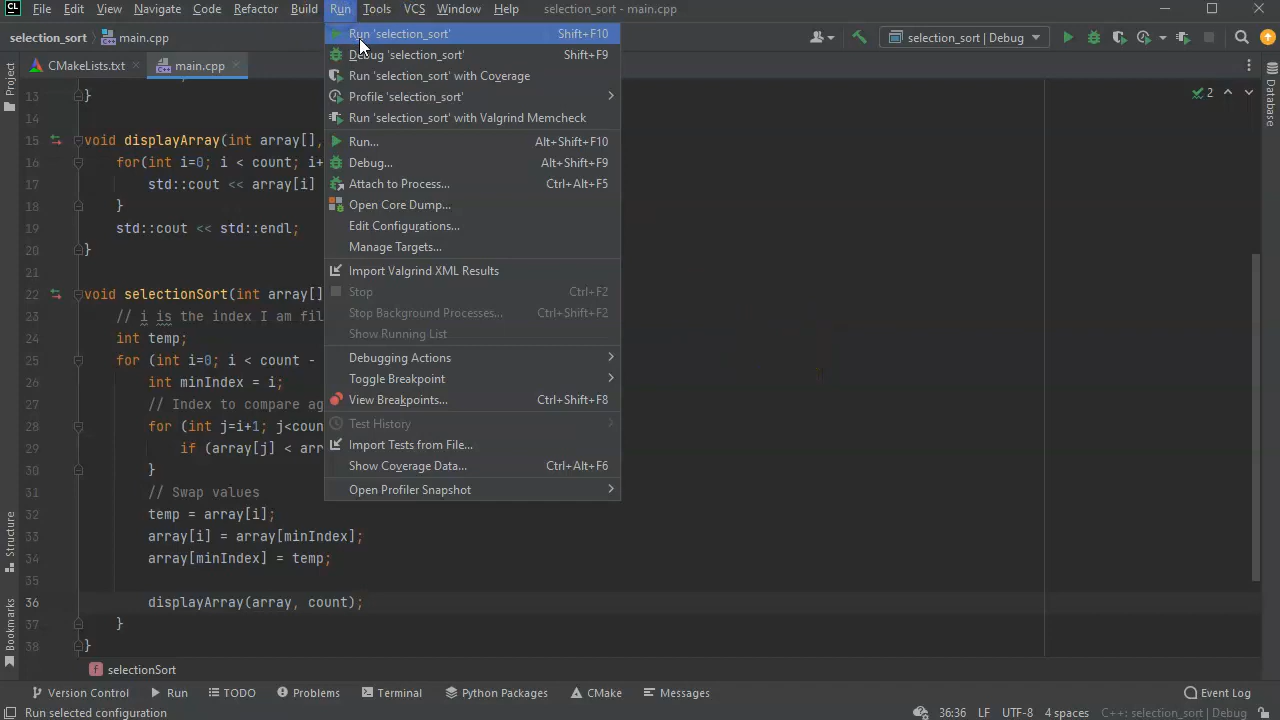 CL File Edit View Navigate Code Refactor Build Run Tools VCS Window Help selection_sort - main.cpp
selection_sort main.cpp selection_sort | Debug
CMakeLists.txt main.cpp
Run 'selection_sort' Shift+F10
Debug 'selection_sort' Shift+F9
Run 'selection_sort' with Coverage
Profile 'selection_sort'
Run 'selection_sort' with Valgrind Memcheck
Run... Alt+Shift+F10
Debug... Alt+Shift+F9
Attach to Process... Ctrl+Alt+F5
Open Core Dump...
Edit Configurations...
Manage Targets...
Import Valgrind XML Results
Stop Ctrl+F2
Stop Background Processes... Ctrl+Shift+F2
Show Running List
Debugging Actions
Toggle Breakpoint
View Breakpoints... Ctrl+Shift+F8
Test History
Import Tests from File...
Show Coverage Data... Ctrl+Alt+F6
Open Profiler Snapshot
Project
Structure
Bookmarks
Database
2
13 }
14
15 void displayArray(int array[],
16 for(int i=0; i < count; i+
17 std::cout << array[i]
18 }
19 std::cout << std::endl;
20 }
21
22 void selectionSort(int array[]
23 // i is the index I am fil
24 int temp;
25 for (int i=0; i < count -
26 int minIndex = i;
27 // Index to compare ag
28 for (int j=i+1; j<coun
29 if (array[j] < arr
30 }
31 // Swap values
32 temp = array[i];
33 array[i] = array[minIndex];
34 array[minIndex] = temp;
35
36 displayArray(array, count);
37 }
38 }
f selectionSort
Version Control Run TODO Problems Terminal Python Packages CMake Messages Event Log
Run selected configuration 36:36 LF UTF-8 4 spaces C++: selection_sort | Debug